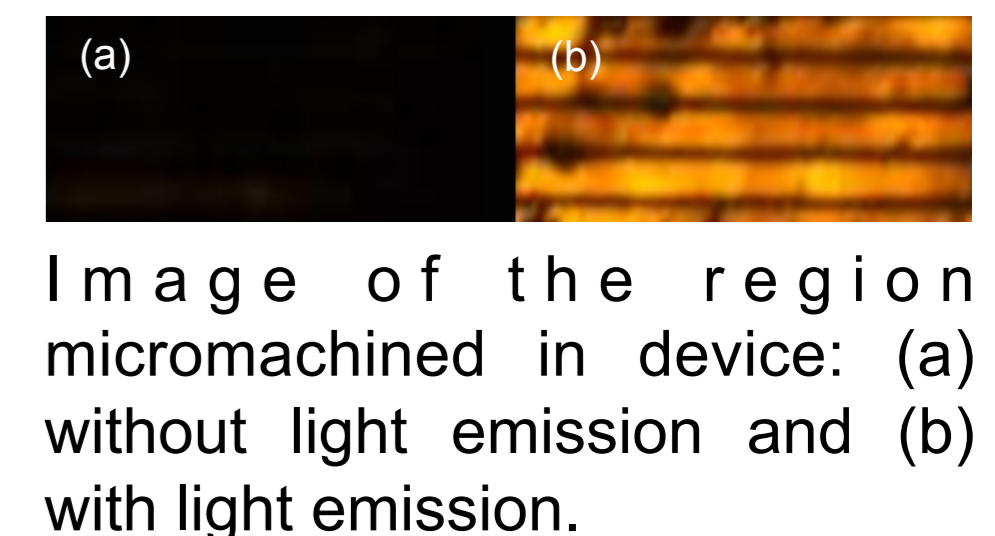 (a) (b)
Image of the region
micromachined in device: (a)
without light emission and (b)
with light emission.